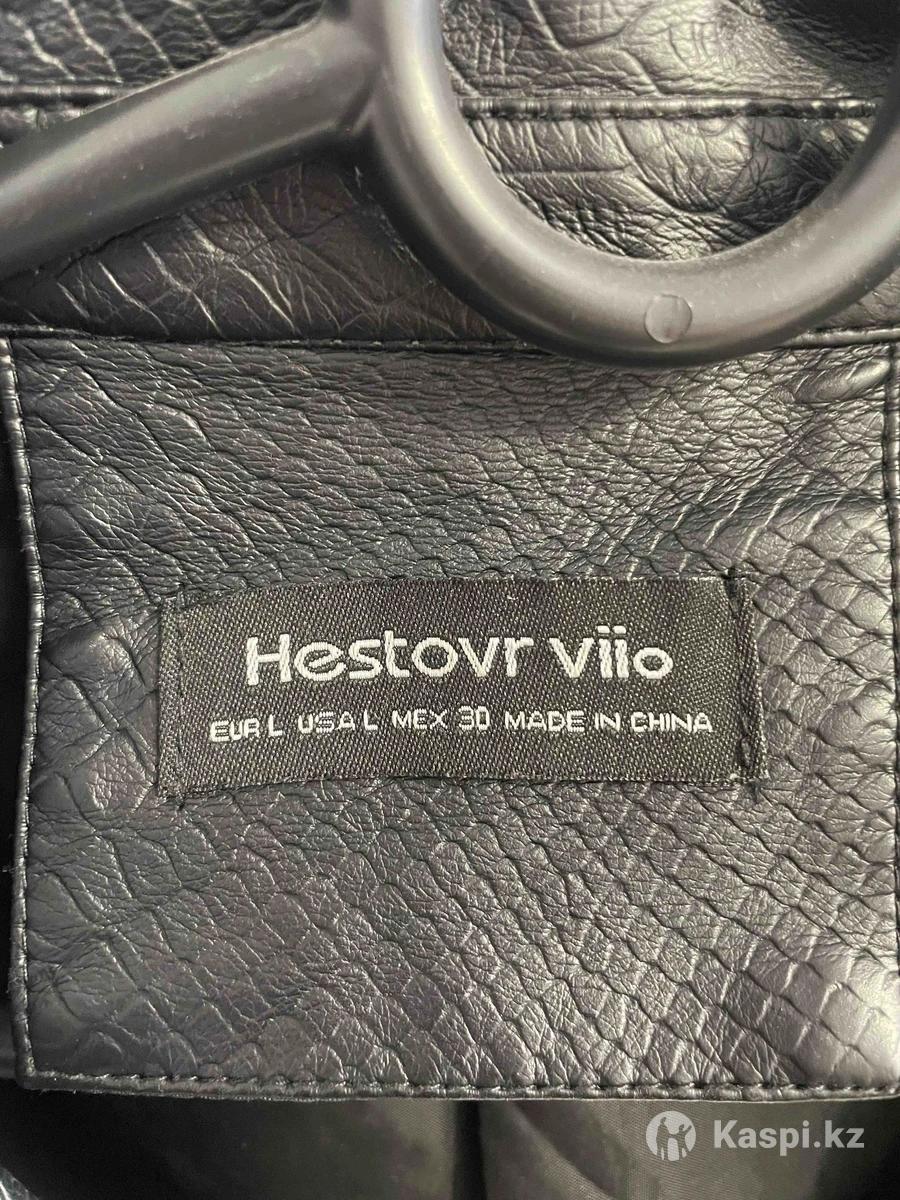 Hestovr viio
EUR L USA L MEX 30 MADE IN CHINA
Kaspi.kz